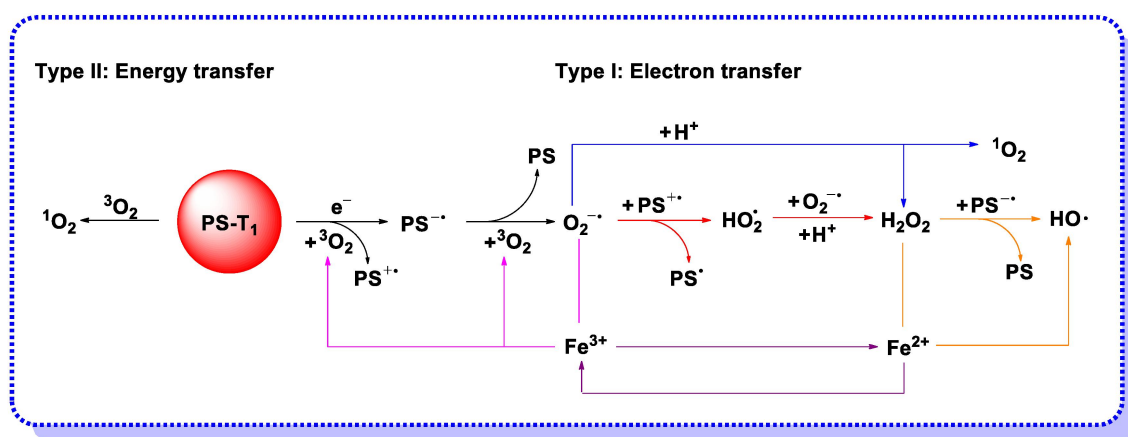 Type II: Energy transfer
Type I: Electron transfer
+ H⁺
¹O₂
PS
¹O₂
³O₂
PS-T₁
e⁻
+ ³O₂
PS⁺•
PS⁻•
+ ³O₂
O₂⁻•
+ PS⁺•
PS•
HO₂•
+ O₂⁻•
+H⁺
H₂O₂
+ PS⁻•
PS
HO•
Fe³⁺
Fe²⁺